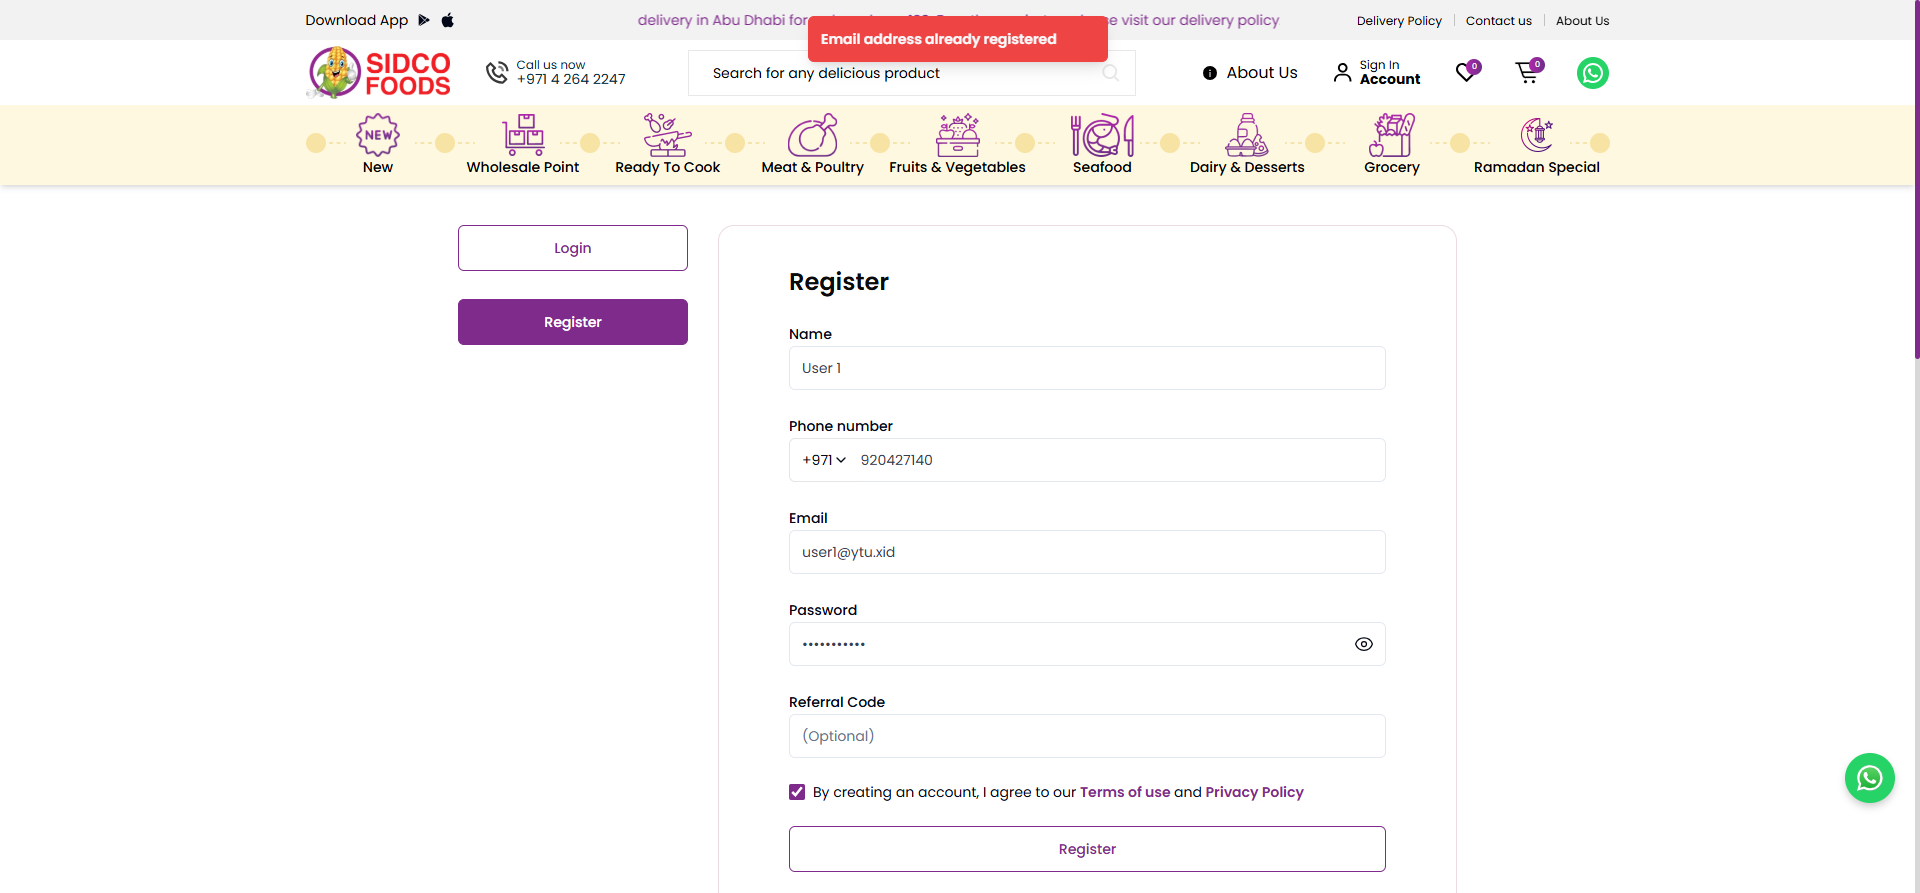 Download App
delivery in Abu Dhabi for
se visit our delivery policy
Delivery Policy
Contact us
About Us
Email address already registered
SIDCO
FOODS
Call us now
+971 4 264 2247
Search for any delicious product
About Us
Sign In
Account
0
0
NEW
New
Wholesale Point
Ready To Cook
Meat & Poultry
Fruits & Vegetables
Seafood
Dairy & Desserts
Grocery
Ramadan Special
Login
Register
Register
Name
User 1
Phone number
+971
920427140
Email
user1@ytu.xid
Password
•••••••••••
Referral Code
(Optional)
By creating an account, I agree to our Terms of use and Privacy Policy
Register